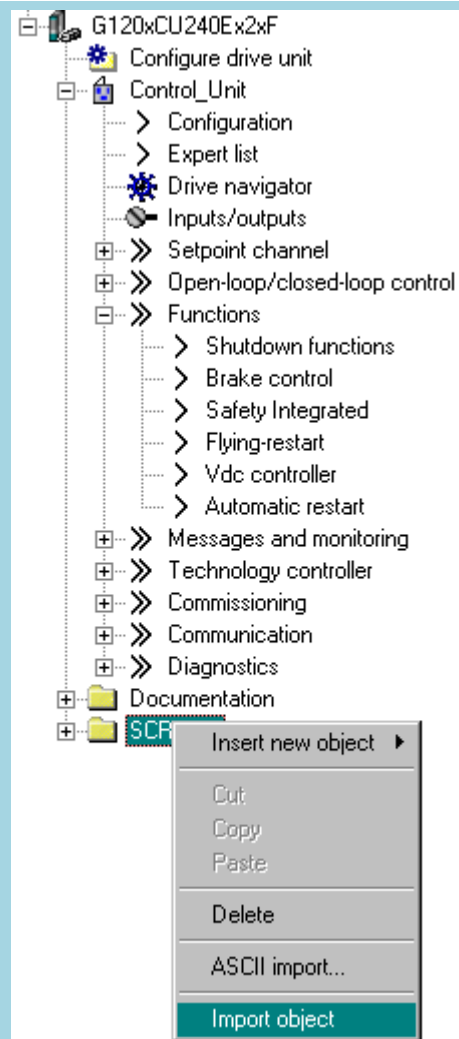 G120xCU240Ex2xF
Configure drive unit
Control_Unit
Configuration
Expert list
Drive navigator
Inputs/outputs
Setpoint channel
Open-loop/closed-loop control
Functions
Shutdown functions
Brake control
Safety Integrated
Flying-restart
Vdc controller
Automatic restart
Messages and monitoring
Technology controller
Commissioning
Communication
Diagnostics
Documentation
Insert new object
Cut
Copy
Paste
Delete
ASCII import...
Import object